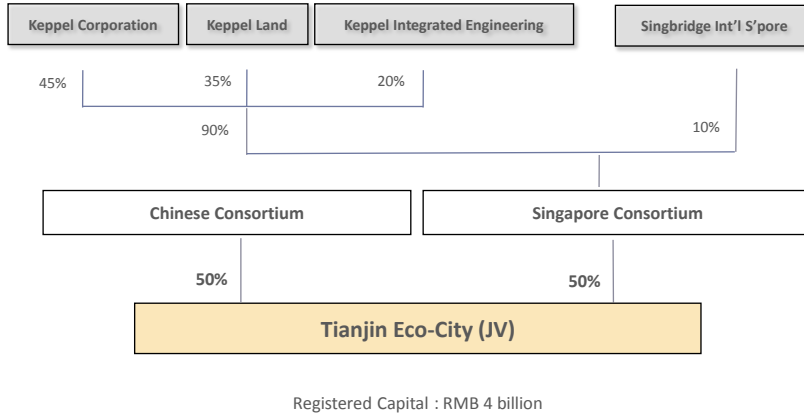 Keppel Corporation
Keppel Land
Keppel Integrated Engineering
Singbridge Int'l S'pore
45%
35%
20%
90%
10%
Chinese Consortium
Singapore Consortium
50%
50%
Tianjin Eco-City (JV)
Registered Capital : RMB 4 billion